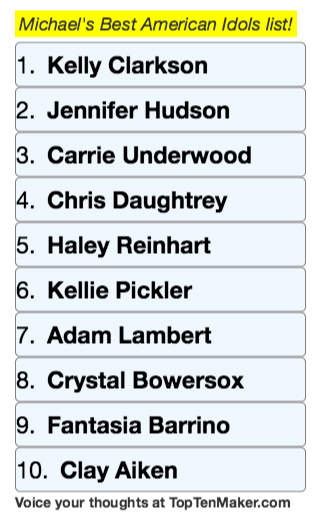 Michael's Best American Idols list!
1. Kelly Clarkson
2. Jennifer Hudson
3. Carrie Underwood
4. Chris Daughtrey
5. Haley Reinhart
6. Kellie Pickler
7. Adam Lambert
8. Crystal Bowersox
9. Fantasia Barrino
10. Clay Aiken
Voice your thoughts at TopTenMaker.com